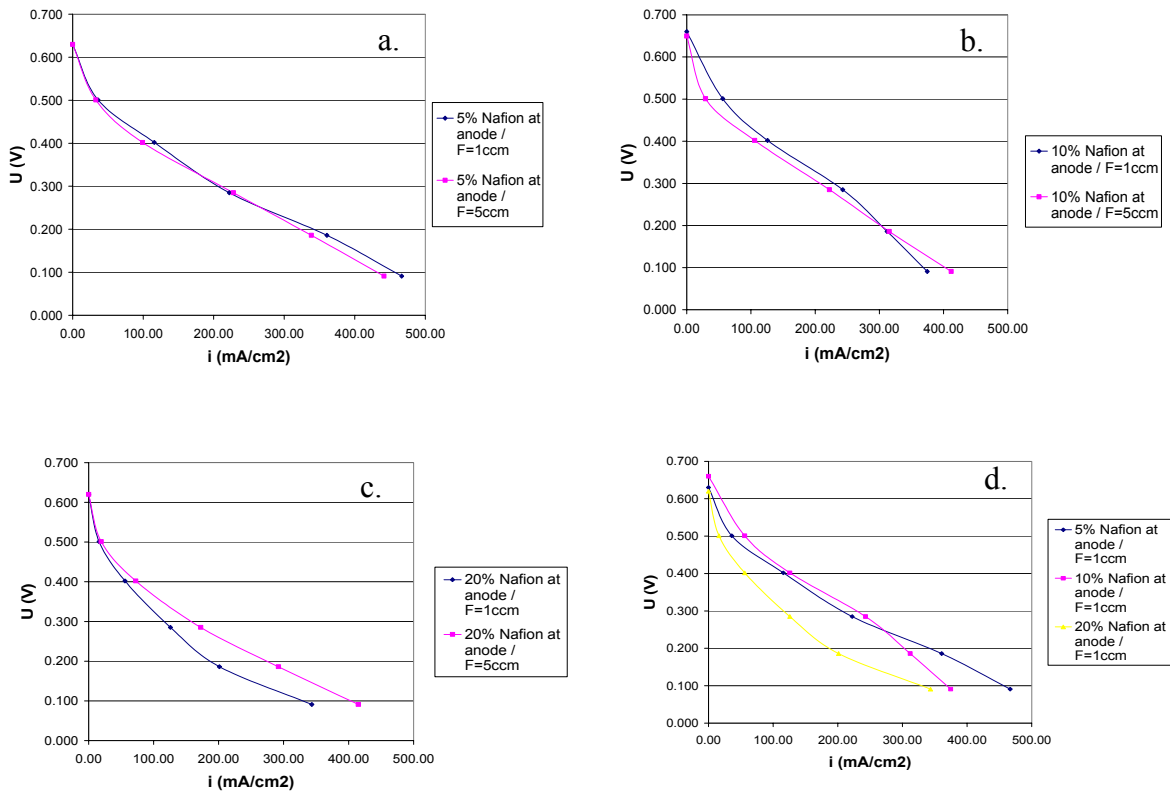 a.
0.700
0.600
0.500
0.400
0.300
0.200
0.100
0.000
U (V)
0.00 100.00 200.00 300.00 400.00 500.00
i (mA/cm2)
5% Nafion at
anode /
F=1ccm
5% Nafion at
anode /
F=5ccm
b.
0.700
0.600
0.500
0.400
0.300
0.200
0.100
0.000
U (V)
0.00 100.00 200.00 300.00 400.00 500.00
i (mA/cm2)
10% Nafion at
anode / F=1ccm
10% Nafion at
anode / F=5ccm
c.
0.700
0.600
0.500
0.400
0.300
0.200
0.100
0.000
U (V)
0.00 100.00 200.00 300.00 400.00 500.00
i (mA/cm2)
20% Nafion at
anode /
F=1ccm
20% Nafion at
anode /
F=5ccm
d.
0.700
0.600
0.500
0.400
0.300
0.200
0.100
0.000
U (V)
0.00 100.00 200.00 300.00 400.00 500.00
i (mA/cm2)
5% Nafion at
anode /
F=1ccm
10% Nafion at
anode /
F=1ccm
20% Nafion at
anode /
F=1ccm